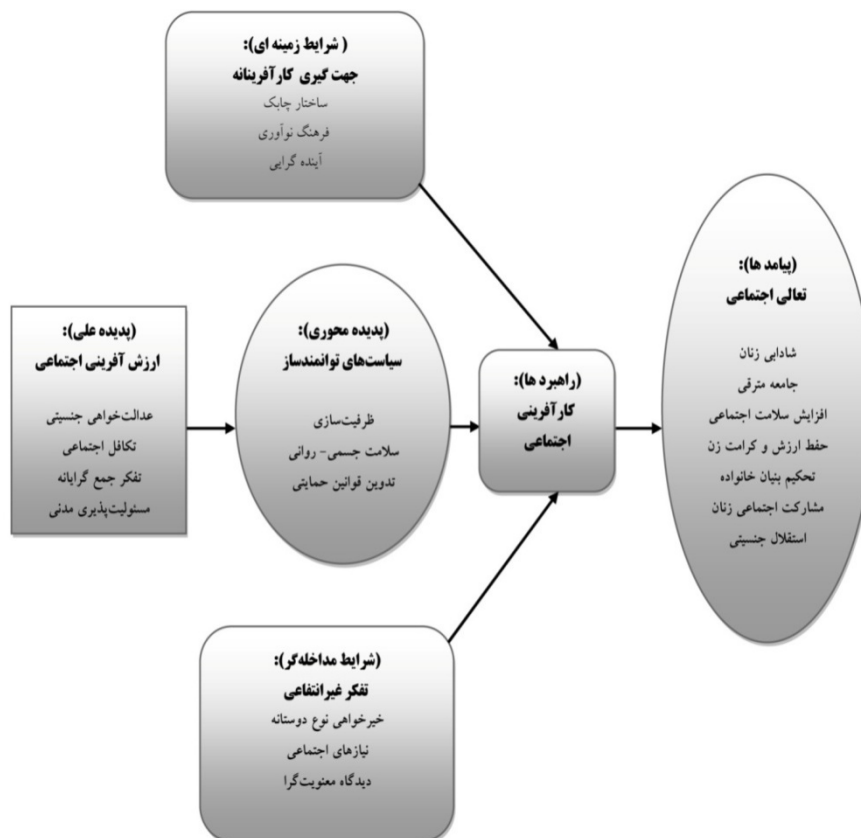 ( شرایط زمینه ای):
جهت گیری کارآفرینانه
ساختار چابک
فرهنگ نوآوری
آینده گرایی
(پیامد ها):
تعالی اجتماعی
شادابی زنان
جامعه مترقی
افزایش سلامت اجتماعی
حفظ ارزش و کرامت زن
تحکیم بنیان خانواده
مشارکت اجتماعی زنان
استقلال جنسیتی
(راهبرد ها):
کارآفرینی
اجتماعی
(پدیده محوری):
سیاست‌های توانمندساز
ظرفیت‌سازی
سلامت جسمی- روانی
تدوین قوانین حمایتی
(پدیده علی):
ارزش آفرینی اجتماعی
عدالت‌خواهی جنسیتی
تکافل اجتماعی
تفکر جمع گرایانه
مسئولیت‌پذیری مدنی
(شرایط مداخله‌گر):
تفکر غیرانتفاعی
خیرخواهی نوع دوستانه
نیازهای اجتماعی
دیدگاه معنویت‌گرا